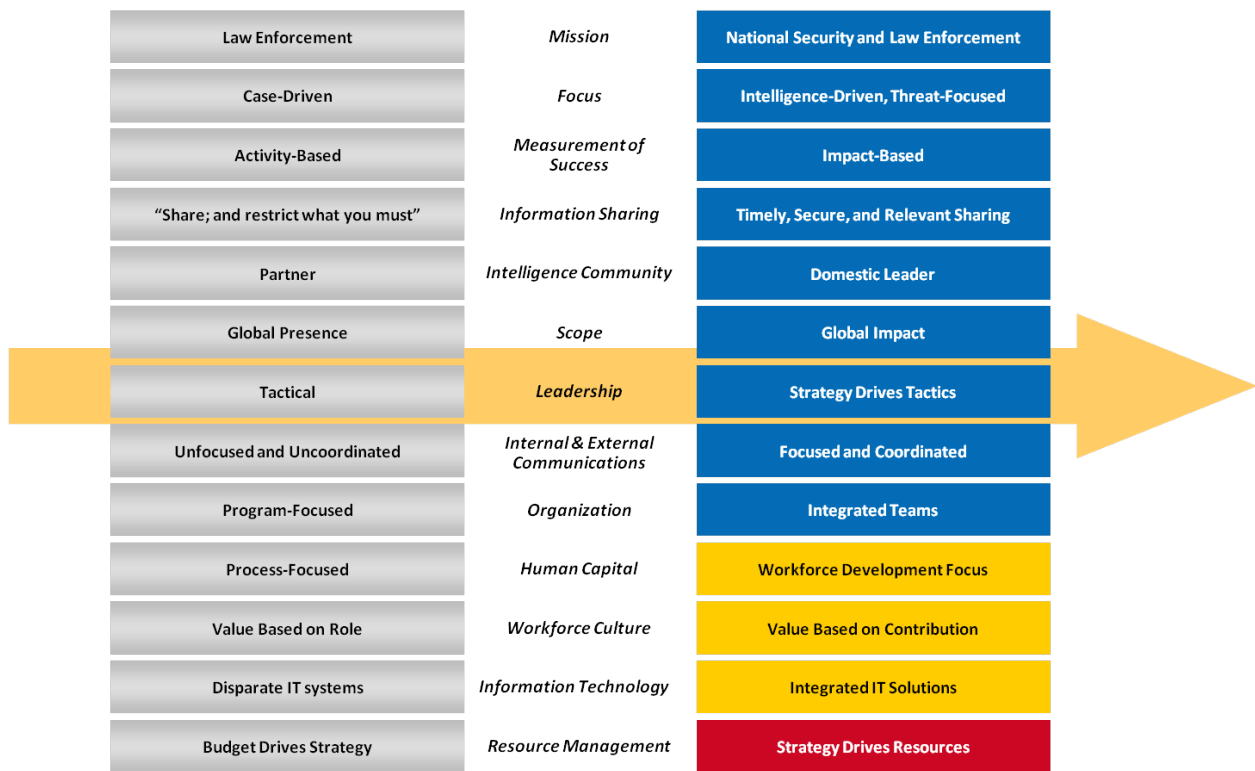 Law Enforcement
Mission
National Security and Law Enforcement
Case-Driven
Focus
Intelligence-Driven, Threat-Focused
Activity-Based
Measurement of
Success
Impact-Based
“Share; and restrict what you must”
Information Sharing
Timely, Secure, and Relevant Sharing
Partner
Intelligence Community
Domestic Leader
Global Presence
Scope
Global Impact
Tactical
Leadership
Strategy Drives Tactics
Unfocused and Uncoordinated
Internal & External
Communications
Focused and Coordinated
Program-Focused
Organization
Integrated Teams
Process-Focused
Human Capital
Workforce Development Focus
Value Based on Role
Workforce Culture
Value Based on Contribution
Disparate IT systems
Information Technology
Integrated IT Solutions
Budget Drives Strategy
Resource Management
Strategy Drives Resources